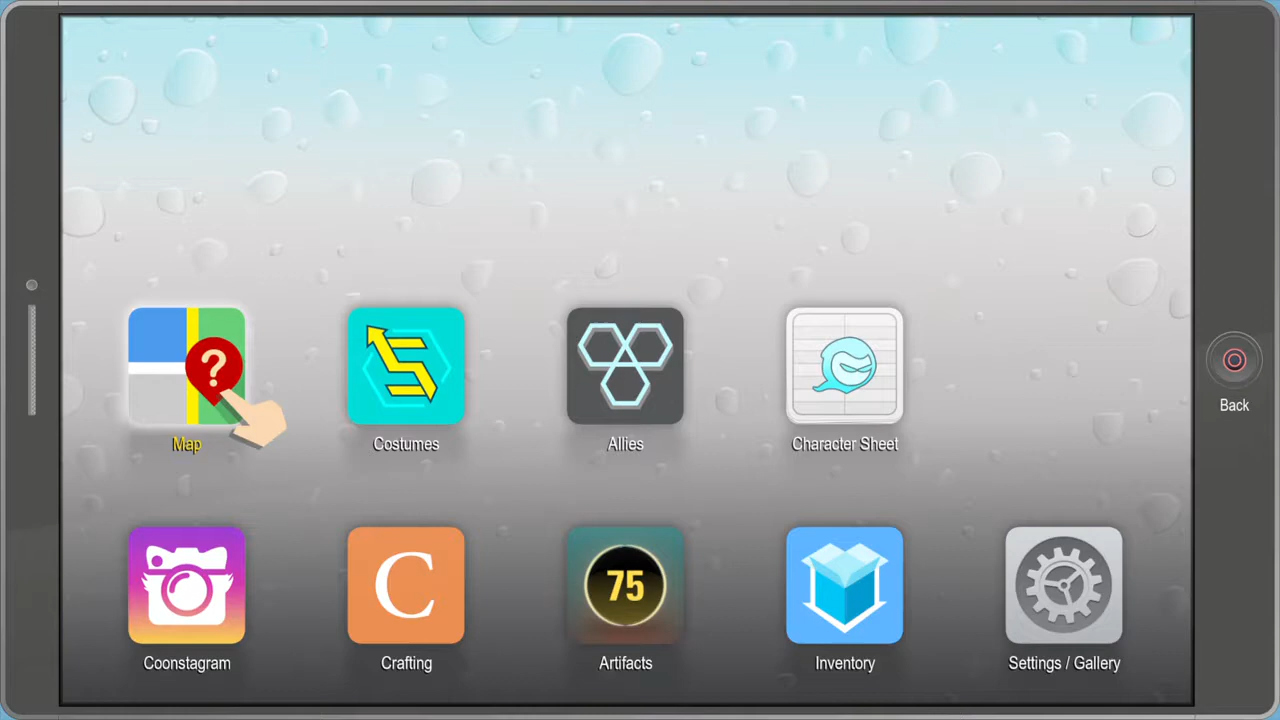 ?
Map
Costumes
Allies
Character Sheet
Back
C
75
Coonstagram
Crafting
Artifacts
Inventory
Settings / Gallery